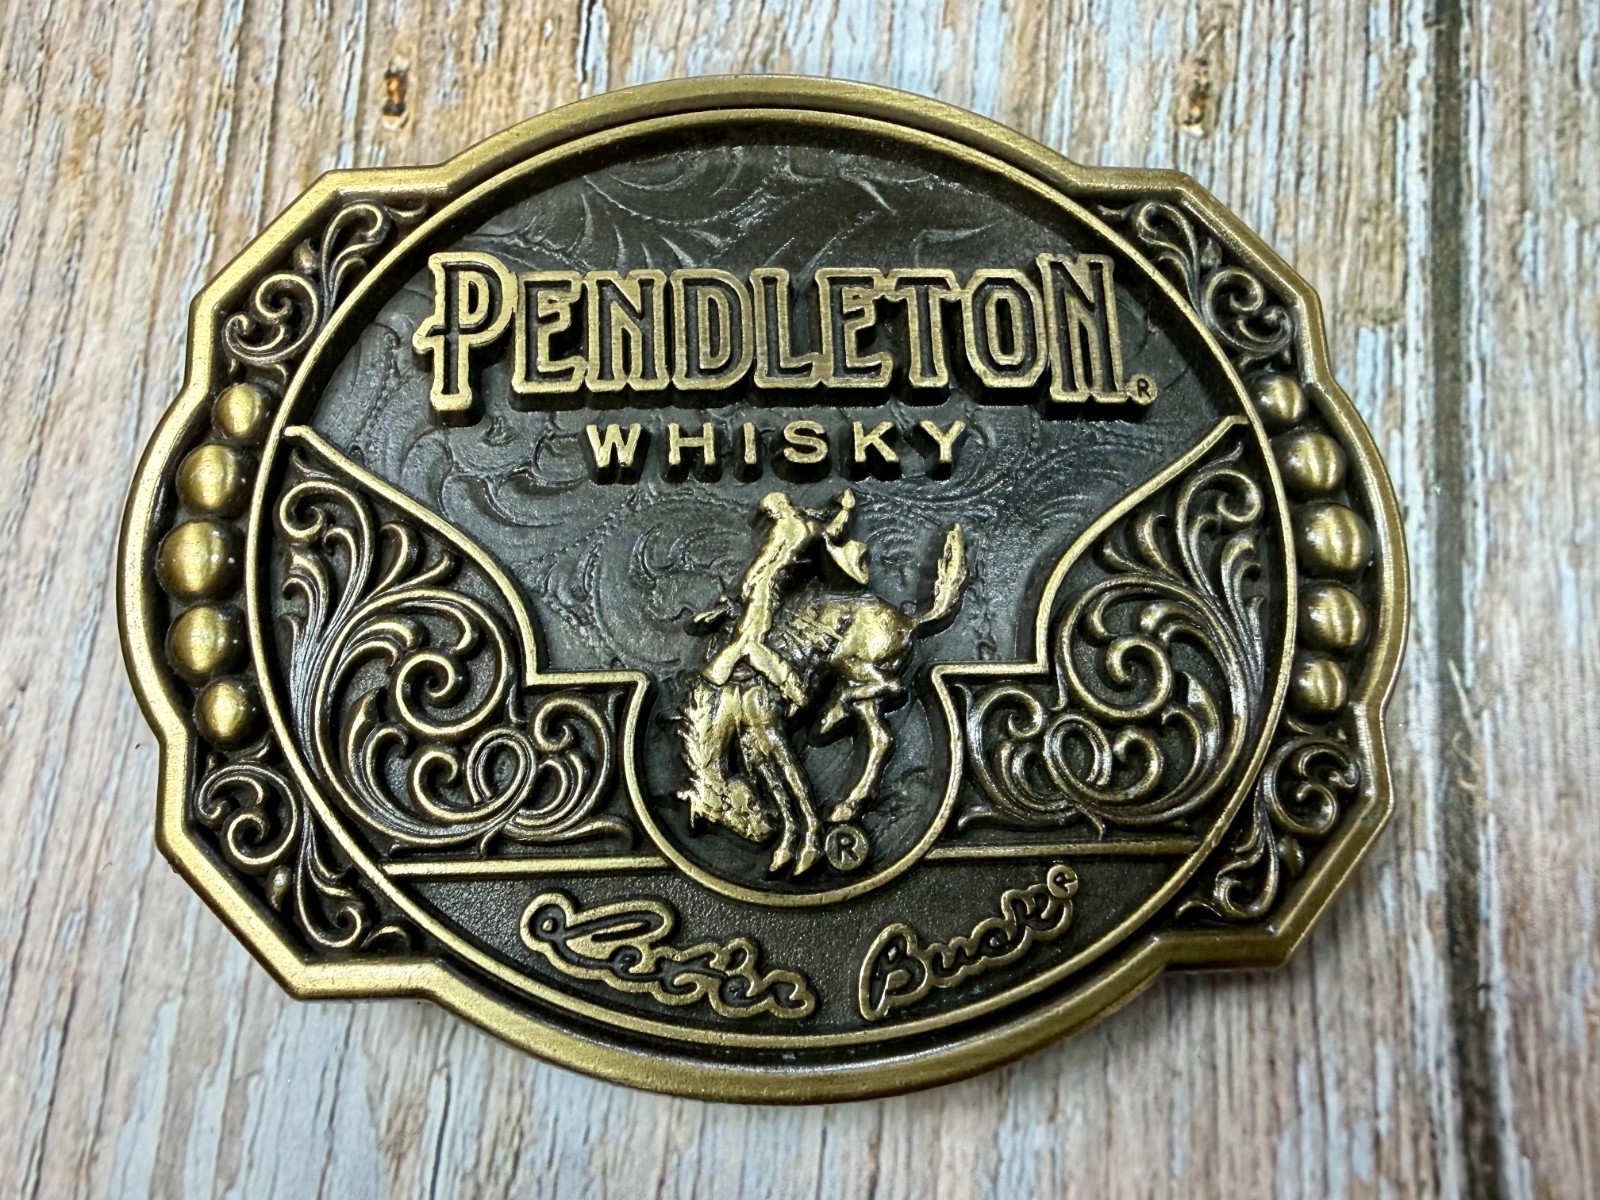 PENDLETON®
WHISKY
®
Let'er Buck®